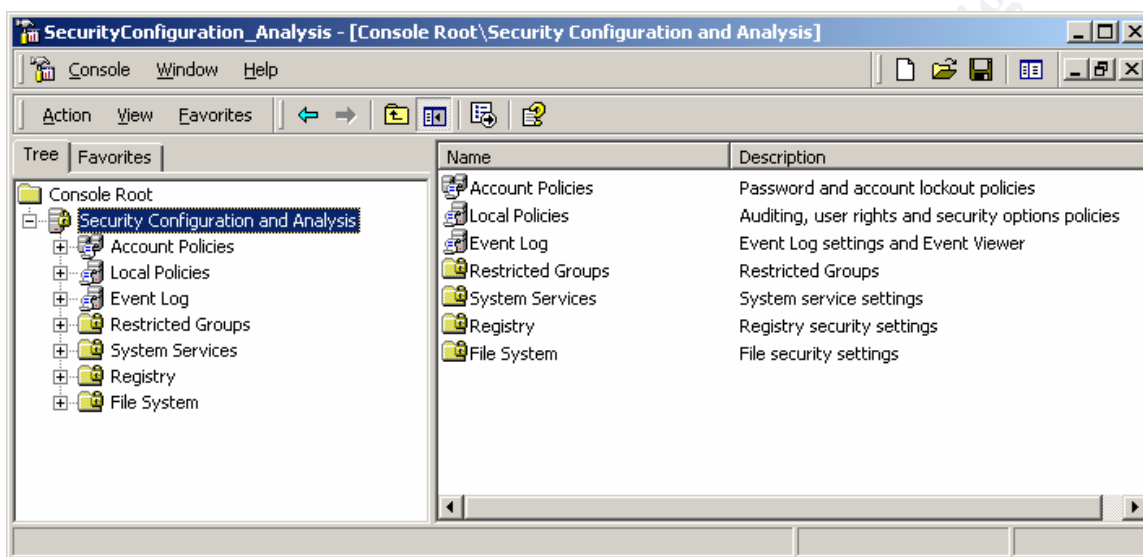 SecurityConfiguration_Analysis - [Console Root\Security Configuration and Analysis]
Console Window Help
Action View Favorites
Tree Favorites
Name Description
Console Root
Security Configuration and Analysis
Account Policies
Local Policies
Event Log
Restricted Groups
System Services
Registry
File System
Account Policies Password and account lockout policies
Local Policies Auditing, user rights and security options policies
Event Log Event Log settings and Event Viewer
Restricted Groups Restricted Groups
System Services System service settings
Registry Registry security settings
File System File security settings